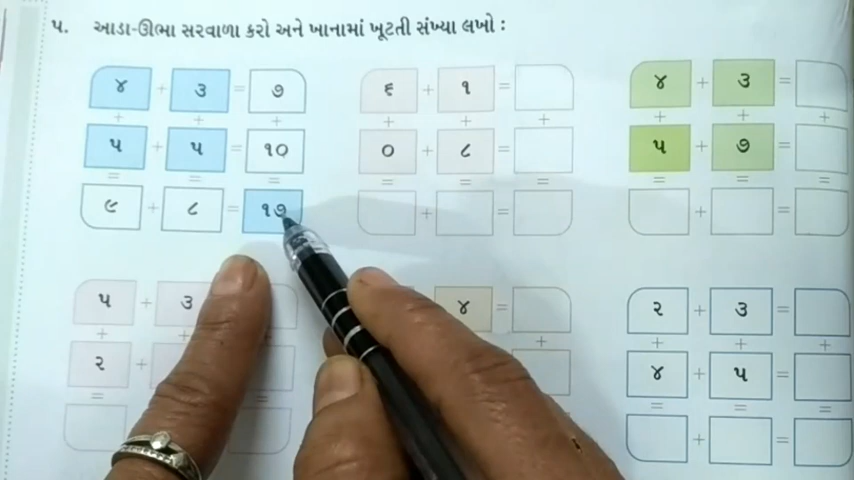 ૫. આડા-ઊભા સરવાળા કરો અને ખાનામાં ખૂટતી સંખ્યા લખો :
૪ + ૩ = ૭ ૬ + ૧ = ૪ + ૩ =
+ + + + + + + + +
૫ + ૫ = ૧૦ ૦ + ૮ = ૫ + ૭ =
= = = = = = = = =
૯ + ૮ = ૧૭ + = + =
૫ + ૩ ૪ = ૨ + ૩ =
+ + + + + +
૨ + ૪ + ૫ =
= = = = =
+ =